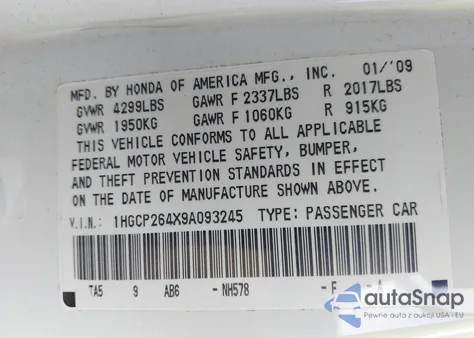 MFD. BY HONDA OF AMERICA MFG., INC. 01/'09
GVWR 4299LBS GAWR F 2337LBS R 2017LBS
GVWR 1950KG GAWR F 1060KG R 915KG
THIS VEHICLE CONFORMS TO ALL APPLICABLE
FEDERAL MOTOR VEHICLE SAFETY, BUMPER,
AND THEFT PREVENTION STANDARDS IN EFFECT
ON THE DATE OF MANUFACTURE SHOWN ABOVE.
V.I.N.: 1HGCP264X9A093245 TYPE: PASSENGER CAR
TA5 9 AB6 -NH578 -F -A
autoSnap
Pewne auta z aukcji USA - EU